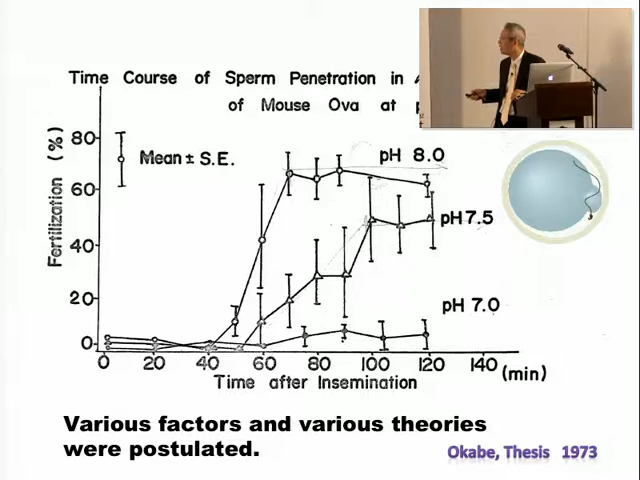 Time Course of Sperm Penetration in
of Mouse Ova at
80
60
40
20
0
Fertilization (%)
Mean ± S.E.
pH 8.0
pH 7.5
pH 7.0
0 20 40 60 80 100 120 140 (min)
Time after Insemination
Various factors and various theories
were postulated.
Okabe, Thesis 1973